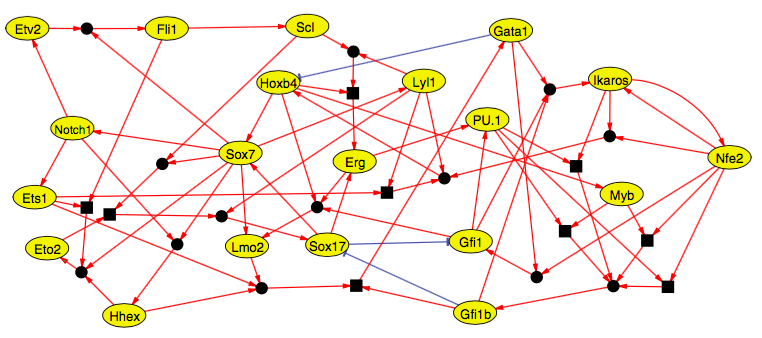 Etv2
Fli1
Scl
Gata1
Hoxb4
Lyl1
Ikaros
Notch1
PU.1
Sox7
Erg
Nfe2
Ets1
Myb
Eto2
Lmo2
Sox17
Gfi1
Hhex
Gfi1b